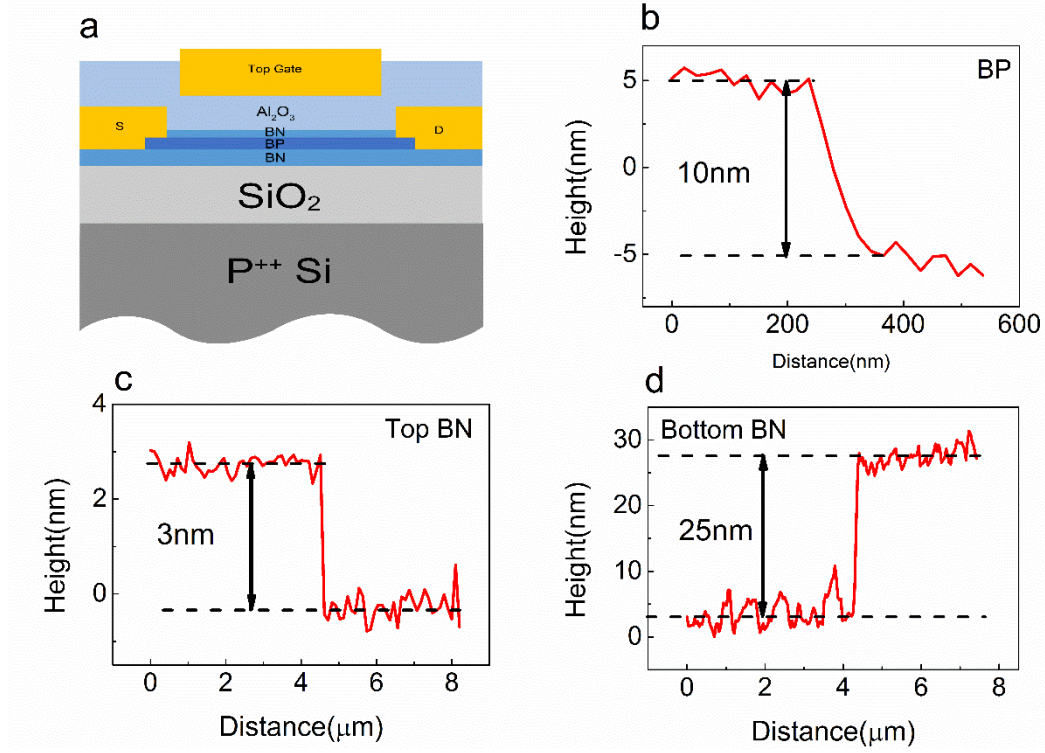 a
Top Gate
Al₂O₃
S
D
BN
BP
BN
SiO₂
P⁺⁺ Si
b
BP
10nm
5
0
-5
0
200
400
600
Height(nm)
Distance(nm)
c
Top BN
3nm
4
2
0
0
2
4
6
8
Height(nm)
Distance(μm)
d
Bottom BN
25nm
30
20
10
0
0
2
4
6
8
Height(nm)
Distance(μm)